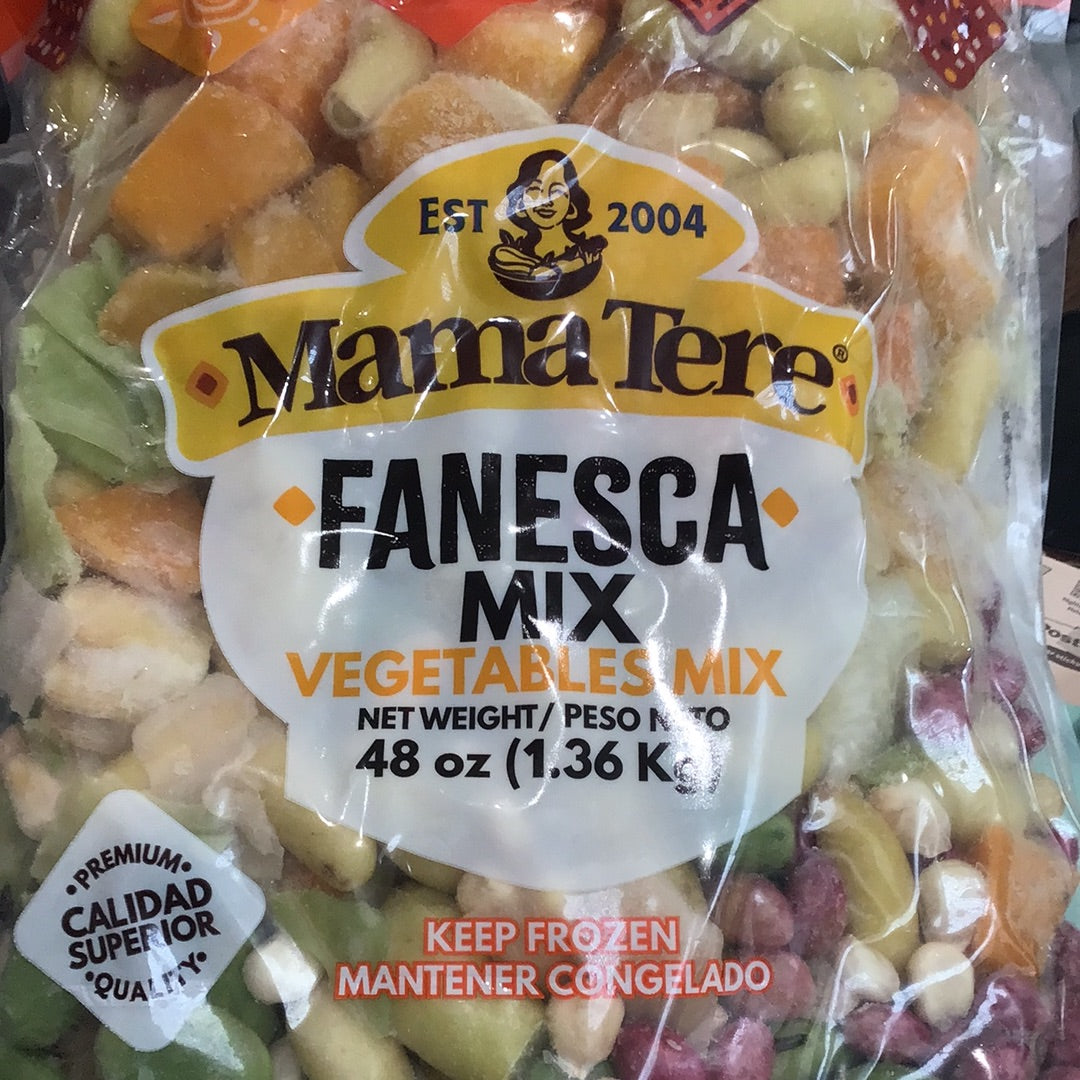 EST 2004
Mama Tere®
FANESCA
MIX
VEGETABLES MIX
NET WEIGHT/ PESO NETO
48 oz (1.36 Kg)
•PREMIUM•
CALIDAD
SUPERIOR
•QUALITY•
KEEP FROZEN
MANTENER CONGELADO